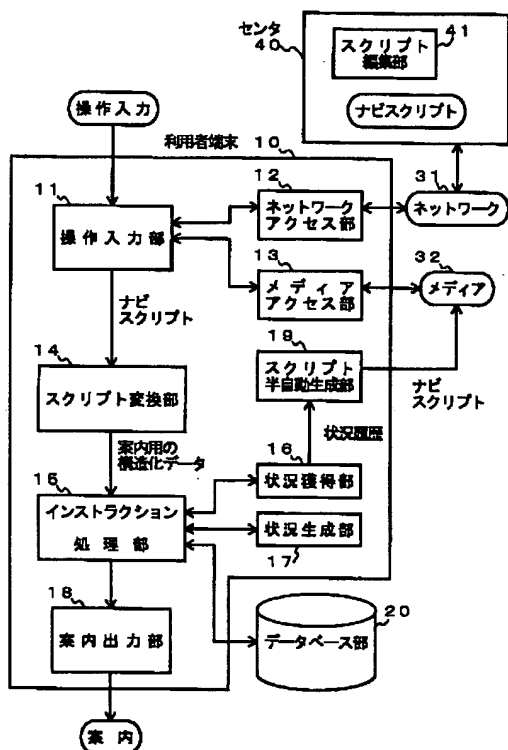 センタ
40
41
スクリプト
編集部
ナビスクリプト
操作入力
利用者端末
10
11
操作入力部
12
ネットワーク
アクセス部
31
ネットワーク
13
メディア
アクセス部
32
メディア
ナビ
スクリプト
19
スクリプト
半自動生成部
ナビ
スクリプト
14
スクリプト変換部
状況履歴
案内用の
構造化データ
16
状況獲得部
15
インストラクション
処理部
状況生成部
17
18
案内出力部
20
データベース部
案内